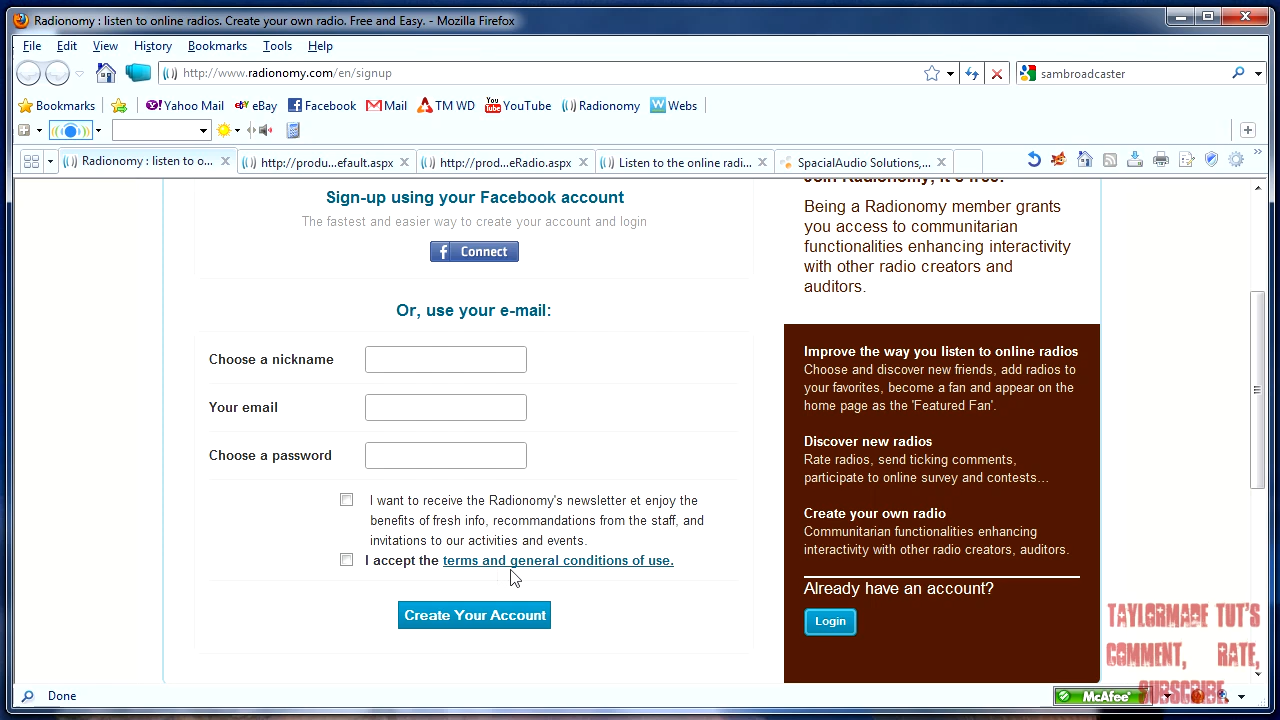 Radionomy : listen to online radios. Create your own radio. Free and Easy. - Mozilla Firefox
File Edit View History Bookmarks Tools Help
http://www.radionomy.com/en/signup
sambroadcaster
Bookmarks Yahoo Mail eBay Facebook Mail TM WD YouTube Radionomy Webs
Radionomy : listen to o... http://produ...efault.aspx http://prod...eRadio.aspx Listen to the online radi... SpacialAudio Solutions,...
Sign-up using your Facebook account
The fastest and easier way to create your account and login
Connect
Or, use your e-mail:
Choose a nickname
Your email
Choose a password
I want to receive the Radionomy's newsletter et enjoy the
benefits of fresh info, recommandations from the staff, and
invitations to our activities and events.
I accept the terms and general conditions of use.
Create Your Account
Join Radionomy, it's free!
Being a Radionomy member grants
you access to communitarian
functionalities enhancing interactivity
with other radio creators and
auditors.
Improve the way you listen to online radios
Choose and discover new friends, add radios to
your favorites, become a fan and appear on the
home page as the 'Featured Fan'.
Discover new radios
Rate radios, send ticking comments,
participate to online survey and contests…
Create your own radio
Communitarian functionalities enhancing
interactivity with other radio creators, auditors.
Already have an account?
Login
TAYLORMADE TUT'S
COMMENT, RATE,
SUBSCRIBE.
Done
McAfee